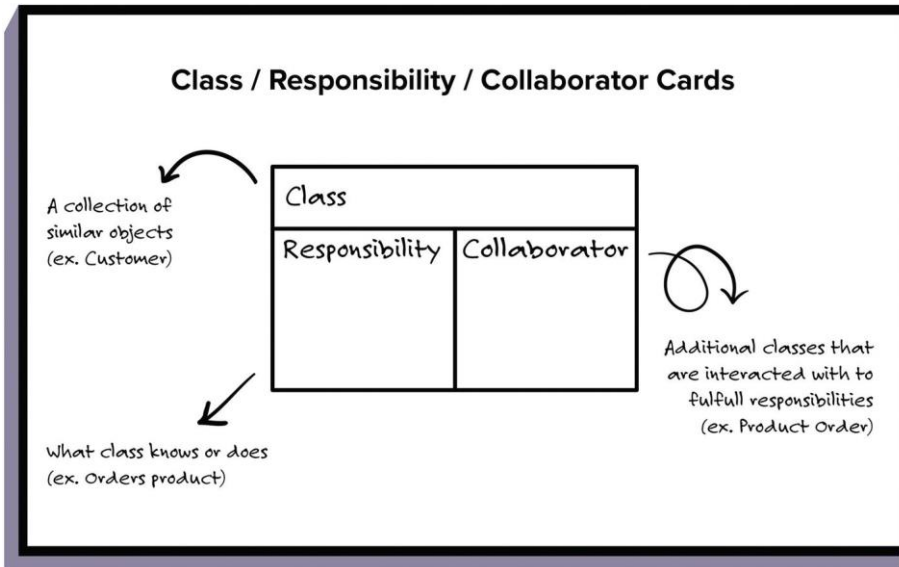 Class / Responsibility / Collaborator Cards
A collection of
similar objects
(ex. Customer)
Class
Responsibility
Collaborator
Additional classes that
are interacted with to
fulfull responsibilities
(ex. Product Order)
What class knows or does
(ex. Orders product)